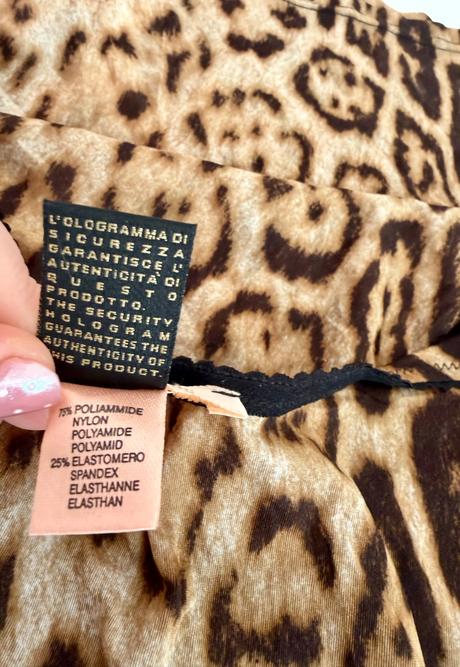 L'OLOGRAMMA DI
SICUREZZA
GARANTISCE L'
AUTENTICITÀ DI
QUESTO
PRODOTTO.
THE SECURITY
HOLOGRAM
GUARANTEES THE
AUTHENTICITY OF
THIS PRODUCT.
75% POLIAMMIDE
NYLON
POLYAMIDE
POLYAMID
25% ELASTOMERO
SPANDEX
ELASTHANNE
ELASTHAN